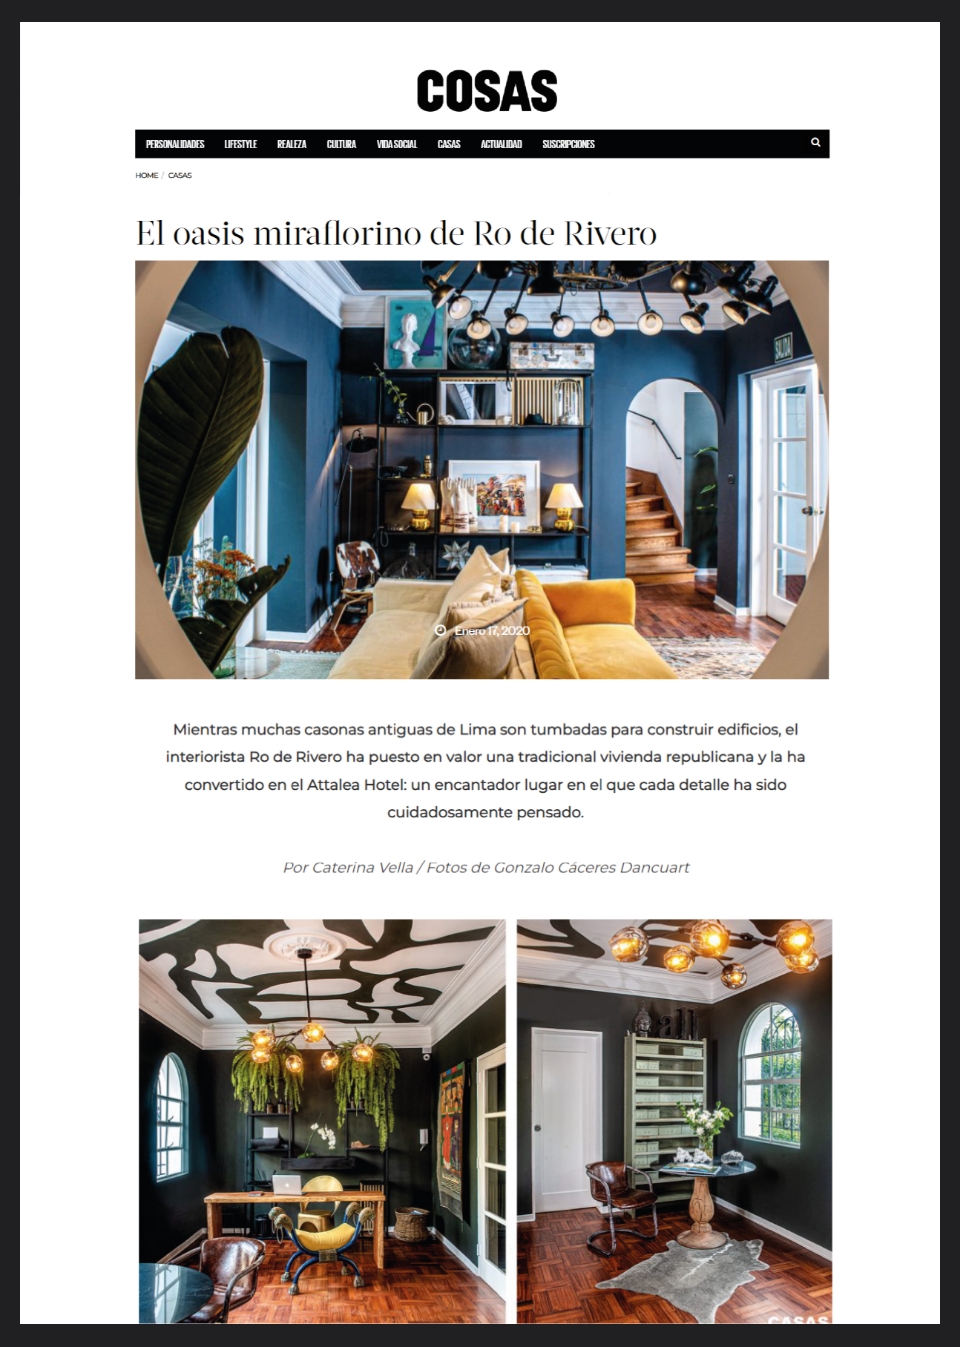 COSAS
PERSONALIDADES LIFESTYLE REALEZA CULTURA VIDA SOCIAL CASAS ACTUALIDAD SUSCRIPCIONES
HOME / CASAS
El oasis miraflorino de Ro de Rivero
SALIDA
Enero 17, 2020
Mientras muchas casonas antiguas de Lima son tumbadas para construir edificios, el
interiorista Ro de Rivero ha puesto en valor una tradicional vivienda republicana y la ha
convertido en el Attalea Hotel: un encantador lugar en el que cada detalle ha sido
cuidadosamente pensado.
Por Caterina Vella / Fotos de Gonzalo Cáceres Dancuart
all
CASAS